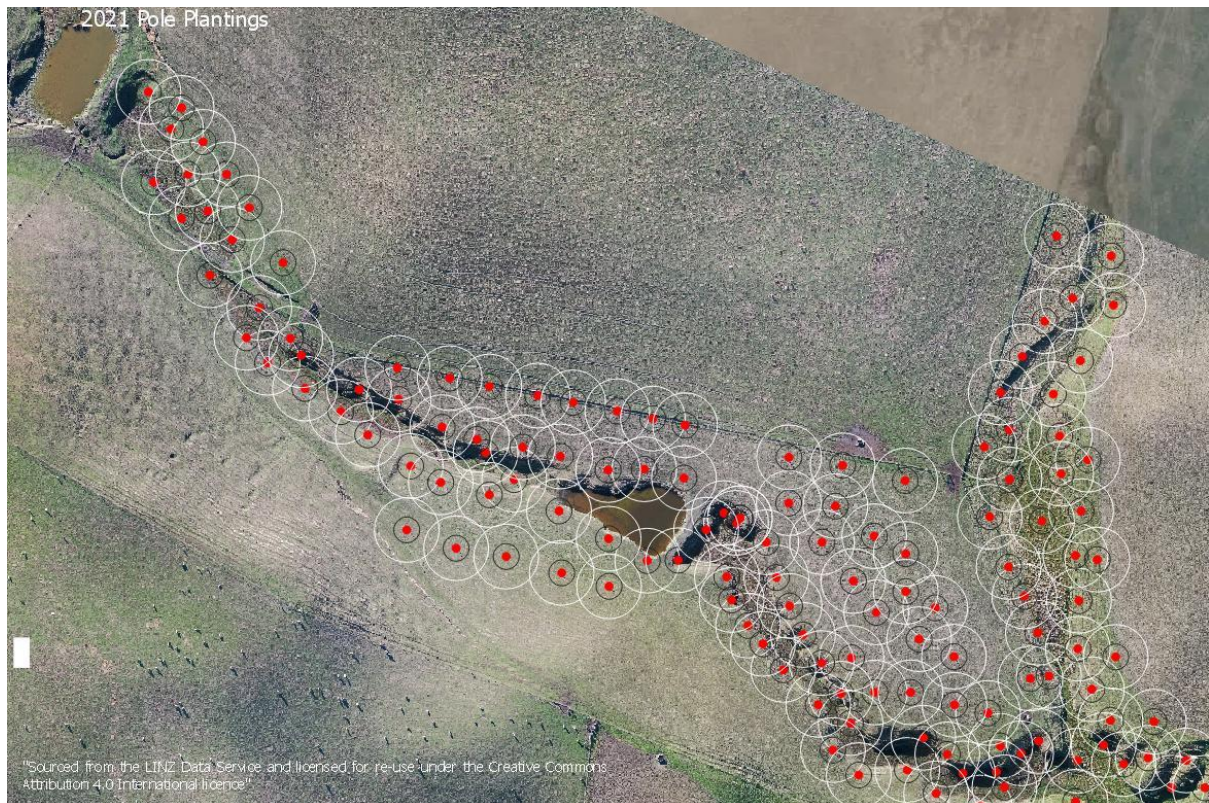 2021 Pole Plantings
"Sourced from the LINZ Data Service and licensed for re-use under the Creative Commons
Attribution 4.0 International licence"